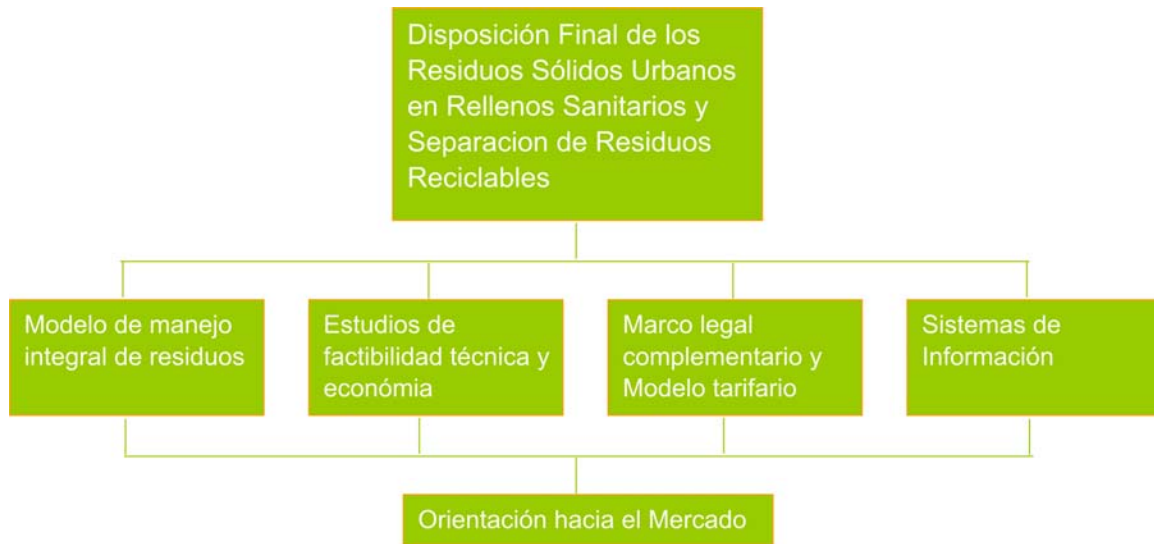 Disposición Final de los
Residuos Sólidos Urbanos
en Rellenos Sanitarios y
Separacion de Residuos
Reciclables
Modelo de manejo
integral de residuos
Estudios de
factibilidad técnica y
económia
Marco legal
complementario y
Modelo tarifario
Sistemas de
Información
Orientación hacia el Mercado